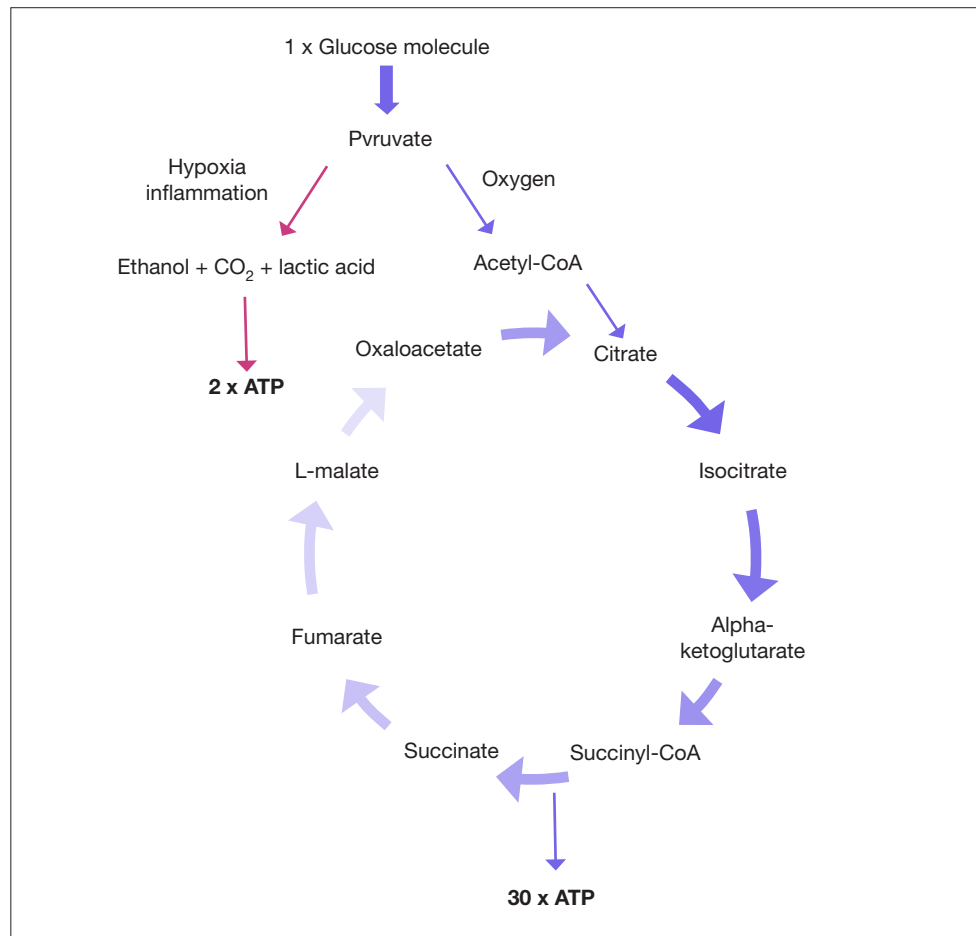 1 x Glucose molecule
Pvruvate
Hypoxia
inflammation
Oxygen
Ethanol + CO₂ + lactic acid
Acetyl-CoA
Oxaloacetate
Citrate
2 x ATP
L-malate
Isocitrate
Fumarate
Alpha-
ketoglutarate
Succinate
Succinyl-CoA
30 x ATP